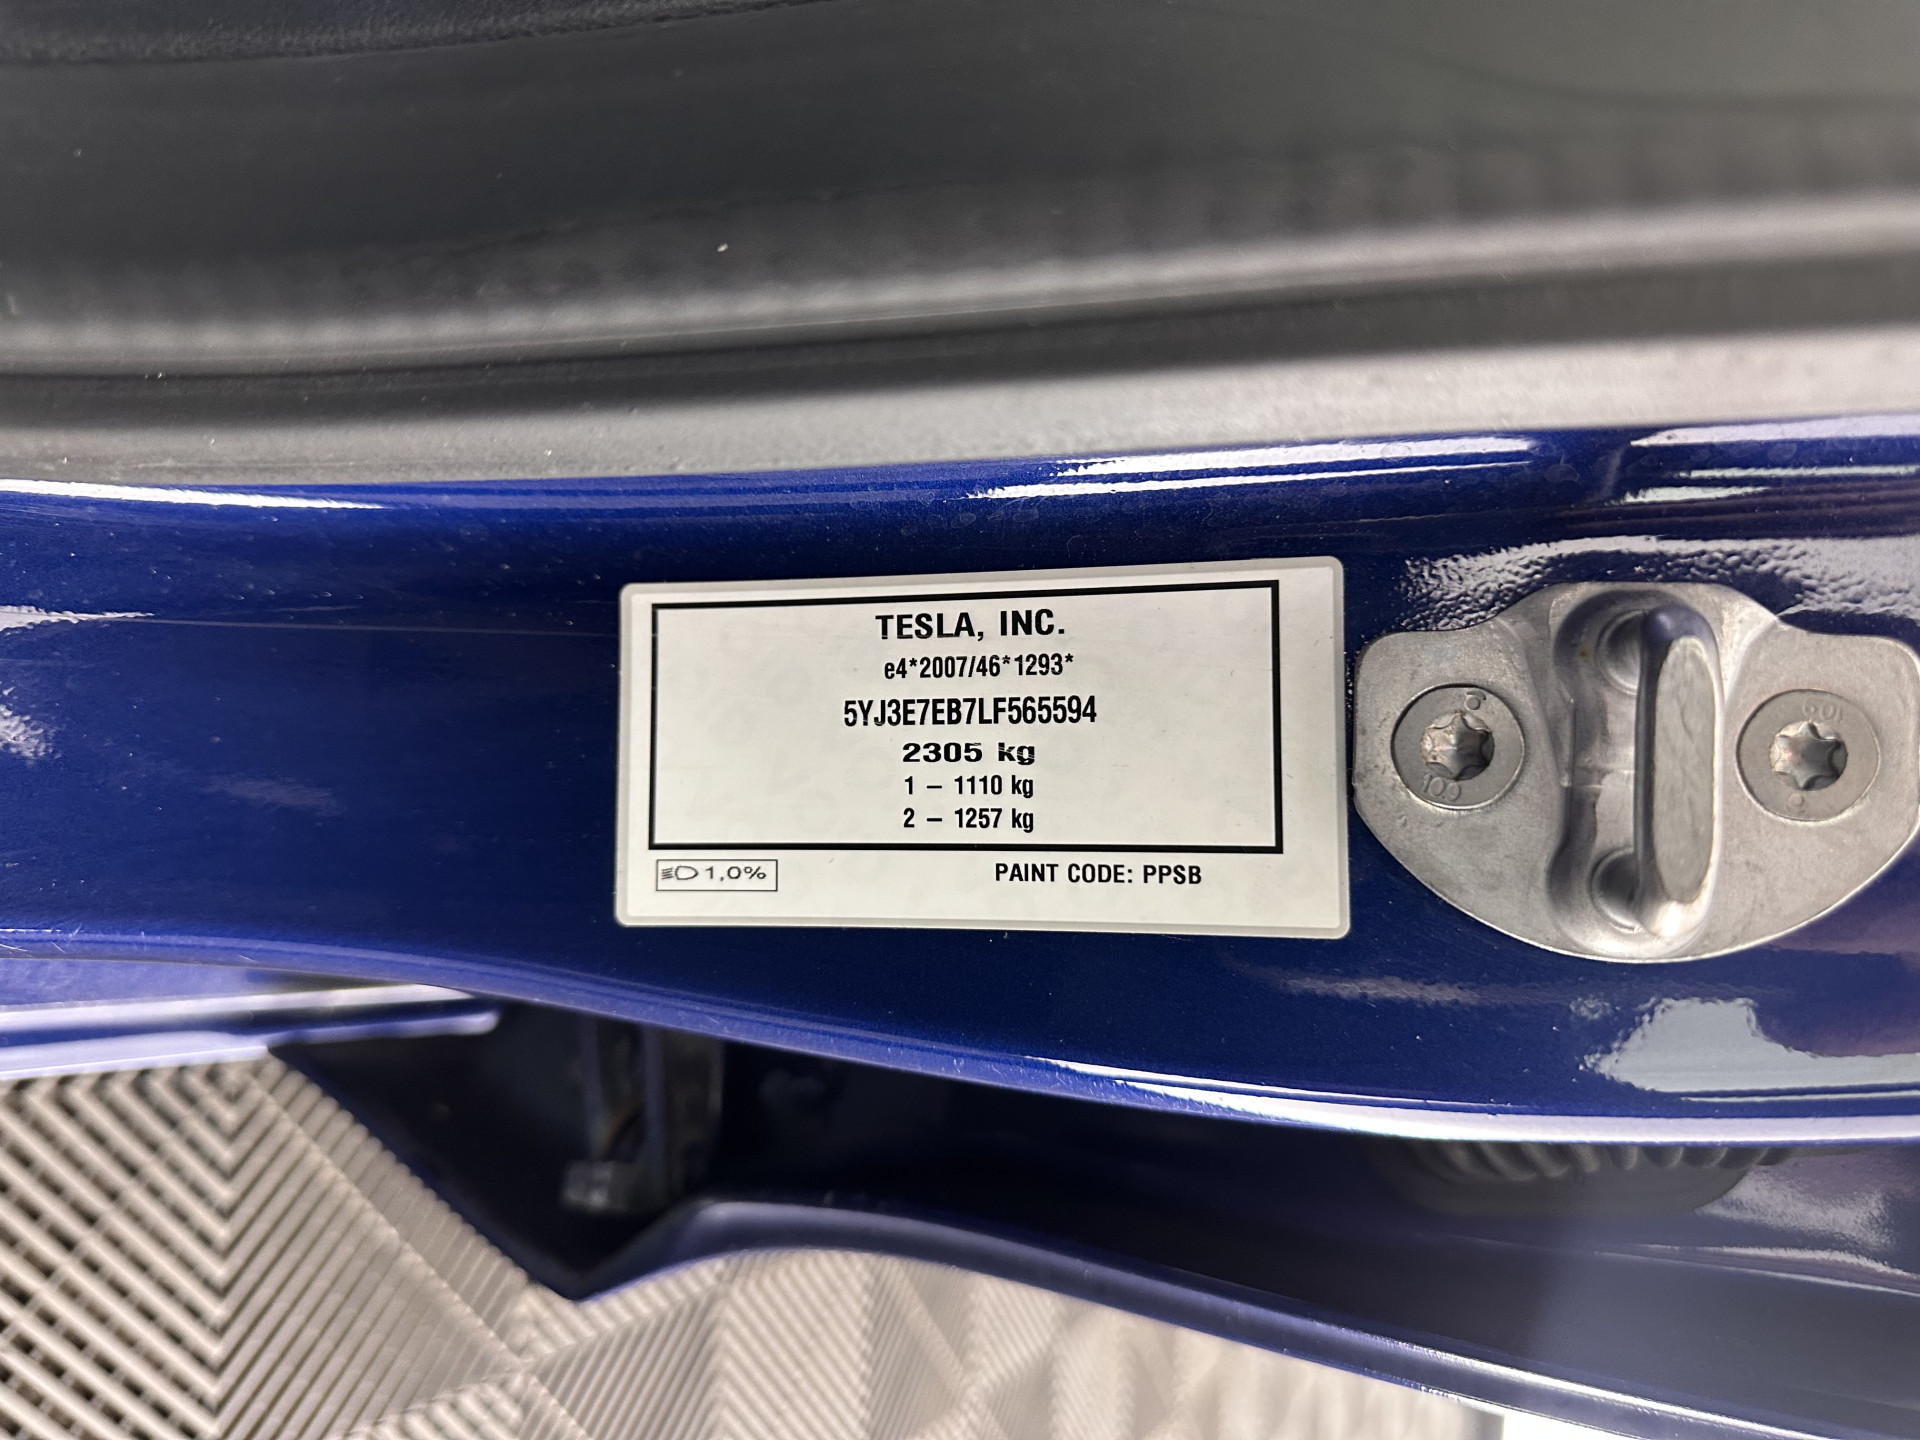 TESLA, INC.
e4*2007/46*1293*
5YJ3E7EB7LF565594
2305 kg
1 – 1110 kg
2 – 1257 kg
1,0%
PAINT CODE: PPSB